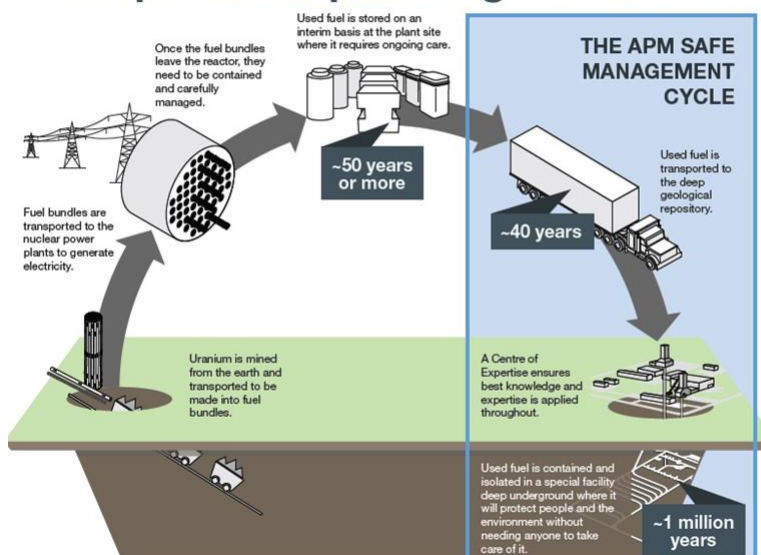 Used fuel is stored on an
interim basis at the plant site
where it requires ongoing care.
THE APM SAFE
MANAGEMENT
CYCLE
Once the fuel bundles
leave the reactor, they
need to be contained
and carefully
managed.
~50 years
or more
Used fuel is
transported to
the deep
geological
repository.
~40 years
Fuel bundles are
transported to the
nuclear power
plants to generate
electricity.
Uranium is mined
from the earth and
transported to be
made into fuel
bundles.
A Centre of
Expertise ensures
best knowledge and
expertise is applied
throughout.
Used fuel is contained and
isolated in a special facility
deep underground where it
will protect people and the
environment without
needing anyone to take
care of it.
~1 million
years